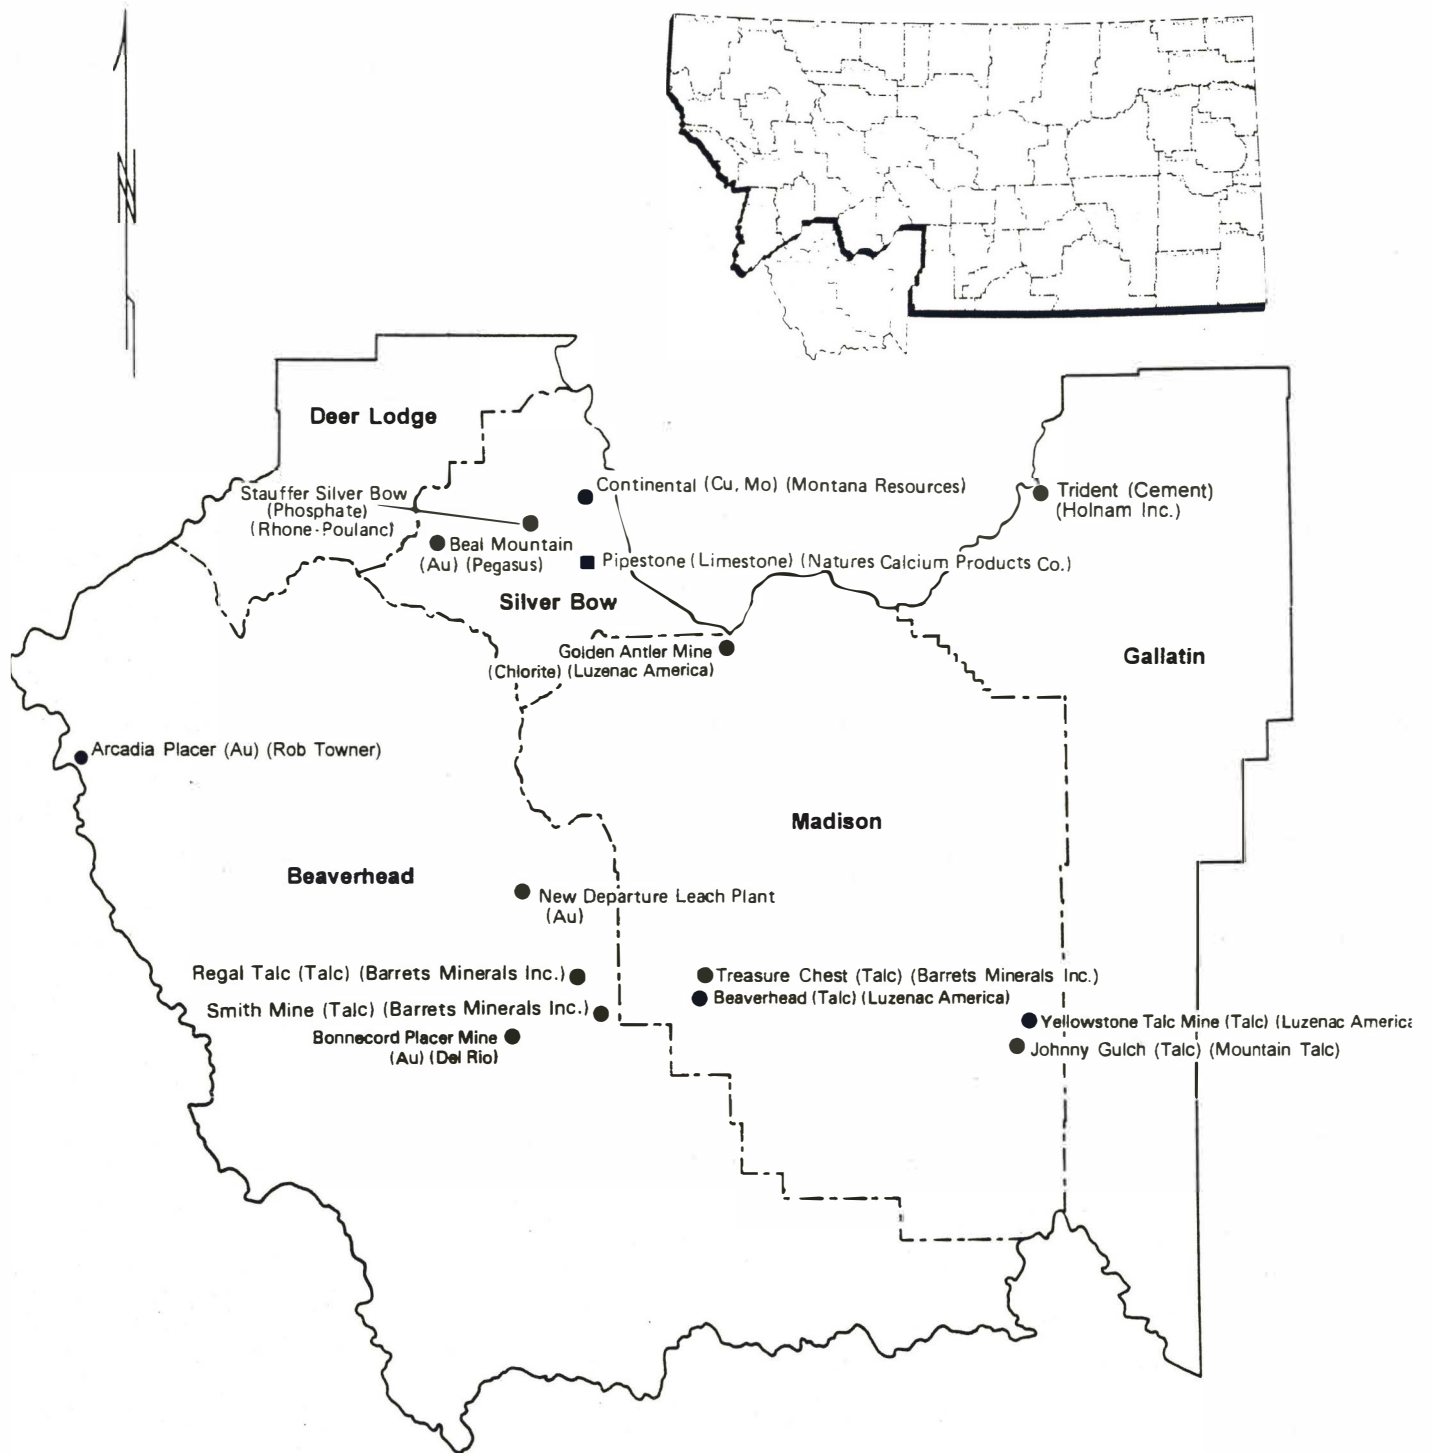 N
Deer Lodge
Stauffer Silver Bow
(Phosphate)
(Rhone-Poulanc)
Continental (Cu, Mo) (Montana Resources)
Trident (Cement)
(Holnam Inc.)
Beal Mountain
(Au) (Pegasus)
Pipestone (Limestone) (Natures Calcium Products Co.)
Silver Bow
Golden Antler Mine
(Chlorite) (Luzenac America)
Gallatin
Arcadia Placer (Au) (Rob Towner)
Madison
Beaverhead
New Departure Leach Plant
(Au)
Regal Talc (Talc) (Barrets Minerals Inc.)
Treasure Chest (Talc) (Barrets Minerals Inc.)
Beaverhead (Talc) (Luzenac America)
Smith Mine (Talc) (Barrets Minerals Inc.)
Bonnecord Placer Mine
(Au) (Del Rio)
Yellowstone Talc Mine (Talc) (Luzenac America
Johnny Gulch (Talc) (Mountain Talc)